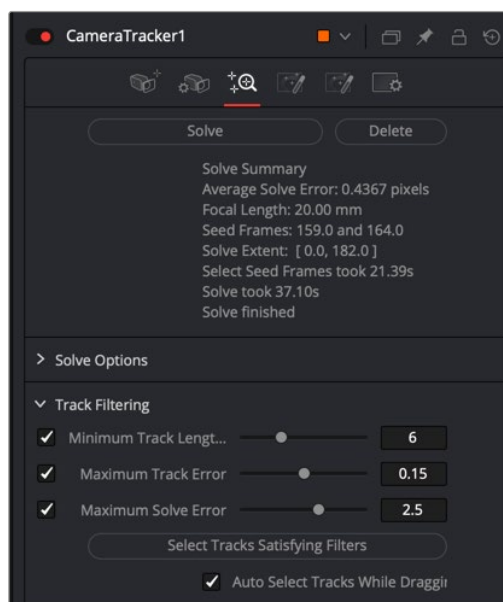 CameraTracker1
Solve
Delete
Solve Summary
Average Solve Error: 0.4367 pixels
Focal Length: 20.00 mm
Seed Frames: 159.0 and 164.0
Solve Extent: [ 0.0, 182.0 ]
Select Seed Frames took 21.39s
Solve took 37.10s
Solve finished
Solve Options
Track Filtering
Minimum Track Lengt... 6
Maximum Track Error 0.15
Maximum Solve Error 2.5
Select Tracks Satisfying Filters
Auto Select Tracks While Draggin